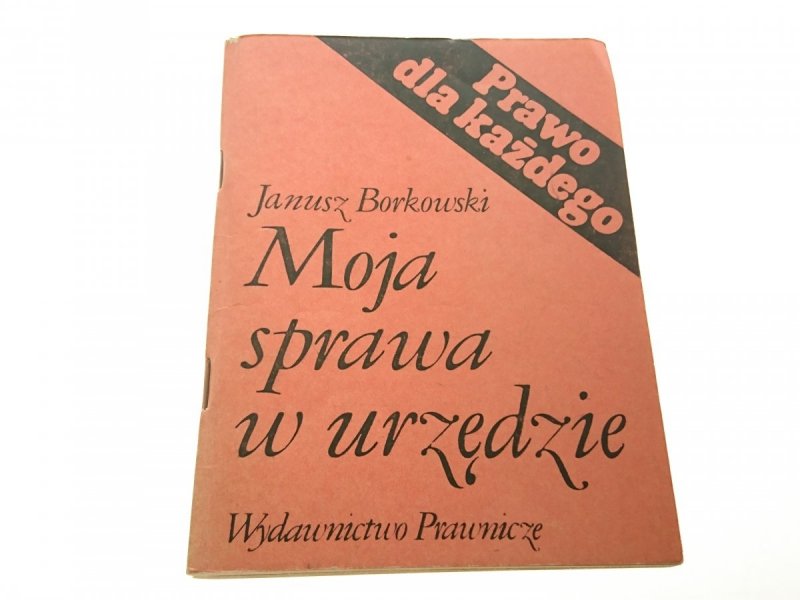 Prawo
dla każdego
Janusz Borkowski
Moja
sprawa
w urzędzie
Wydawnictwo Prawnicze